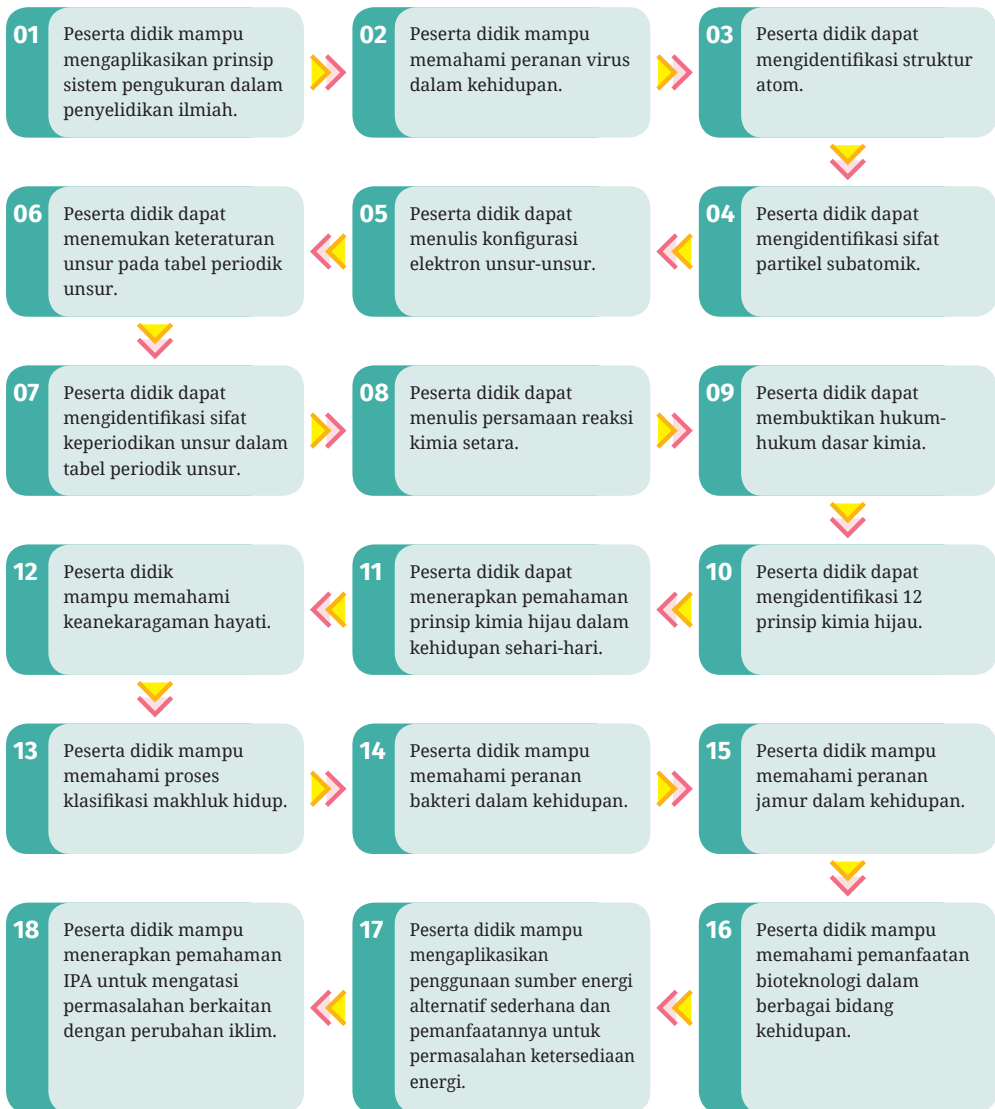 01
Peserta didik mampu
mengaplikasikan prinsip
sistem pengukuran dalam
penyelidikan ilmiah.
02
Peserta didik mampu
memahami peranan virus
dalam kehidupan.
03
Peserta didik dapat
mengidentifikasi struktur
atom.
04
Peserta didik dapat
mengidentifikasi sifat
partikel subatomik.
05
Peserta didik dapat
menulis konfigurasi
elektron unsur-unsur.
06
Peserta didik dapat
menemukan keteraturan
unsur pada tabel periodik
unsur.
07
Peserta didik dapat
mengidentifikasi sifat
keperiodikan unsur dalam
tabel periodik unsur.
08
Peserta didik dapat
menulis persamaan reaksi
kimia setara.
09
Peserta didik dapat
membuktikan hukum-
hukum dasar kimia.
10
Peserta didik dapat
mengidentifikasi 12
prinsip kimia hijau.
11
Peserta didik dapat
menerapkan pemahaman
prinsip kimia hijau dalam
kehidupan sehari-hari.
12
Peserta didik
mampu memahami
keanekaragaman hayati.
13
Peserta didik mampu
memahami proses
klasifikasi makhluk hidup.
14
Peserta didik mampu
memahami peranan
bakteri dalam kehidupan.
15
Peserta didik mampu
memahami peranan
jamur dalam kehidupan.
16
Peserta didik mampu
memahami pemanfaatan
bioteknologi dalam
berbagai bidang
kehidupan.
17
Peserta didik mampu
mengaplikasikan
penggunaan sumber energi
alternatif sederhana dan
pemanfaatannya untuk
permasalahan ketersediaan
energi.
18
Peserta didik mampu
menerapkan pemahaman
IPA untuk mengatasi
permasalahan berkaitan
dengan perubahan iklim.